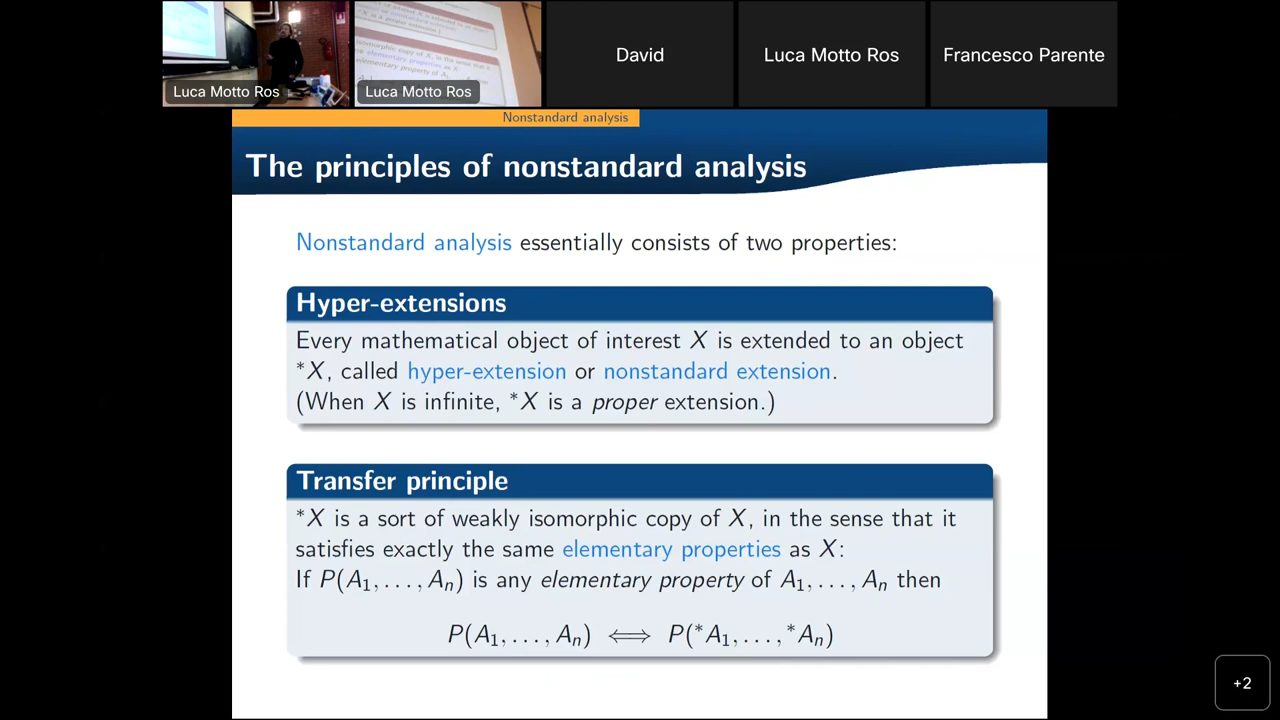 Luca Motto Ros
Luca Motto Ros
David
Luca Motto Ros
Francesco Parente
Nonstandard analysis
The principles of nonstandard analysis
Nonstandard analysis essentially consists of two properties:
Hyper-extensions
Every mathematical object of interest X is extended to an object
*X, called hyper-extension or nonstandard extension.
(When X is infinite, *X is a proper extension.)
Transfer principle
*X is a sort of weakly isomorphic copy of X, in the sense that it
satisfies exactly the same elementary properties as X:
If P(A₁, . . . , Aₙ) is any elementary property of A₁, . . . , Aₙ then
P(A₁, . . . , Aₙ) ⟺ P(*A₁, . . . , *Aₙ)
+2